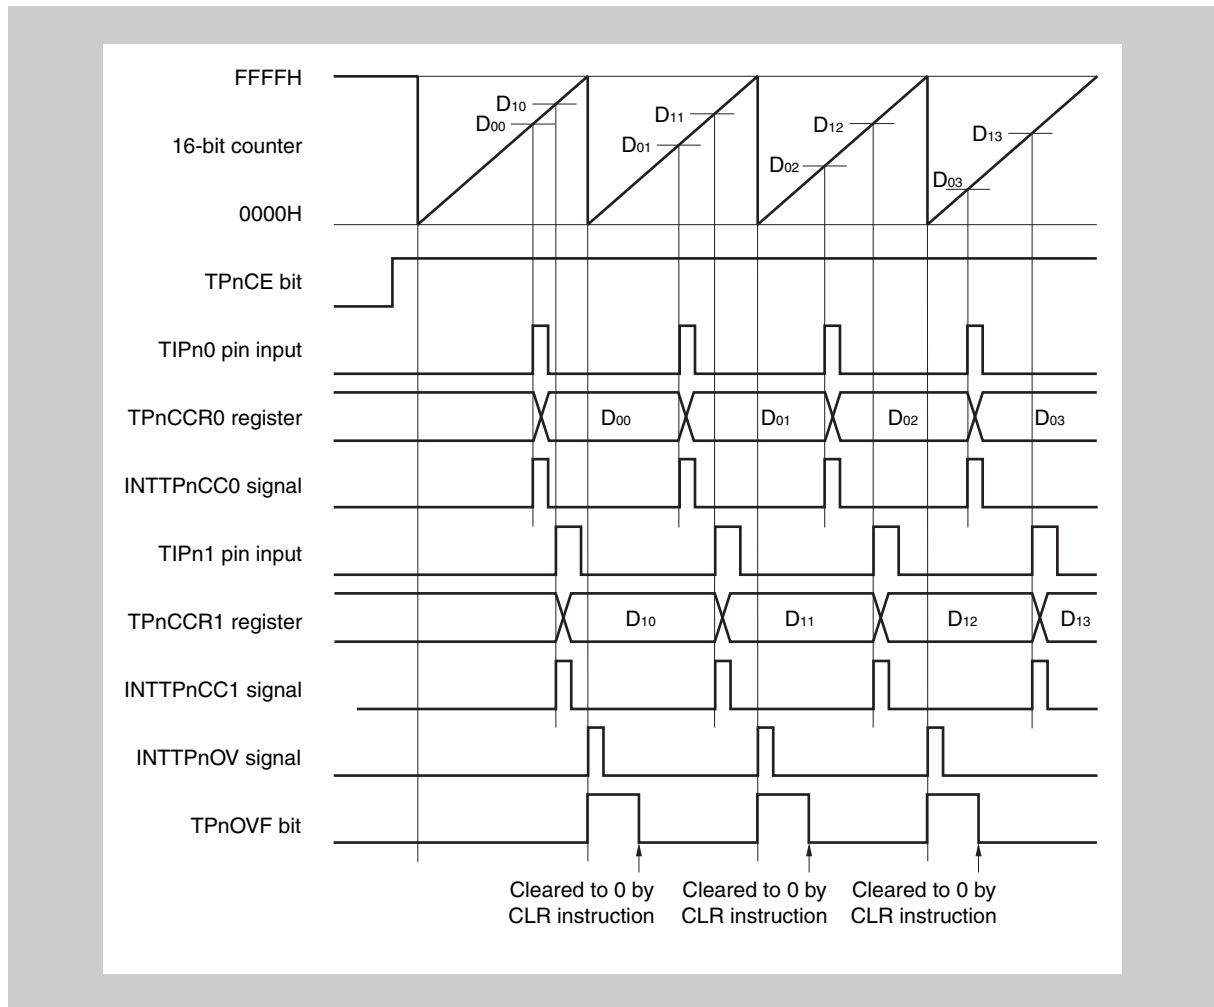 FFFFH
D10
D00
D11
D01
D12
D02
D13
D03
16-bit counter
0000H
TPnCE bit
TIPn0 pin input
TPnCCR0 register
D00
D01
D02
D03
INTTPnCC0 signal
TIPn1 pin input
TPnCCR1 register
D10
D11
D12
D13
INTTPnCC1 signal
INTTPnOV signal
TPnOVF bit
Cleared to 0 by
CLR instruction
Cleared to 0 by
CLR instruction
Cleared to 0 by
CLR instruction